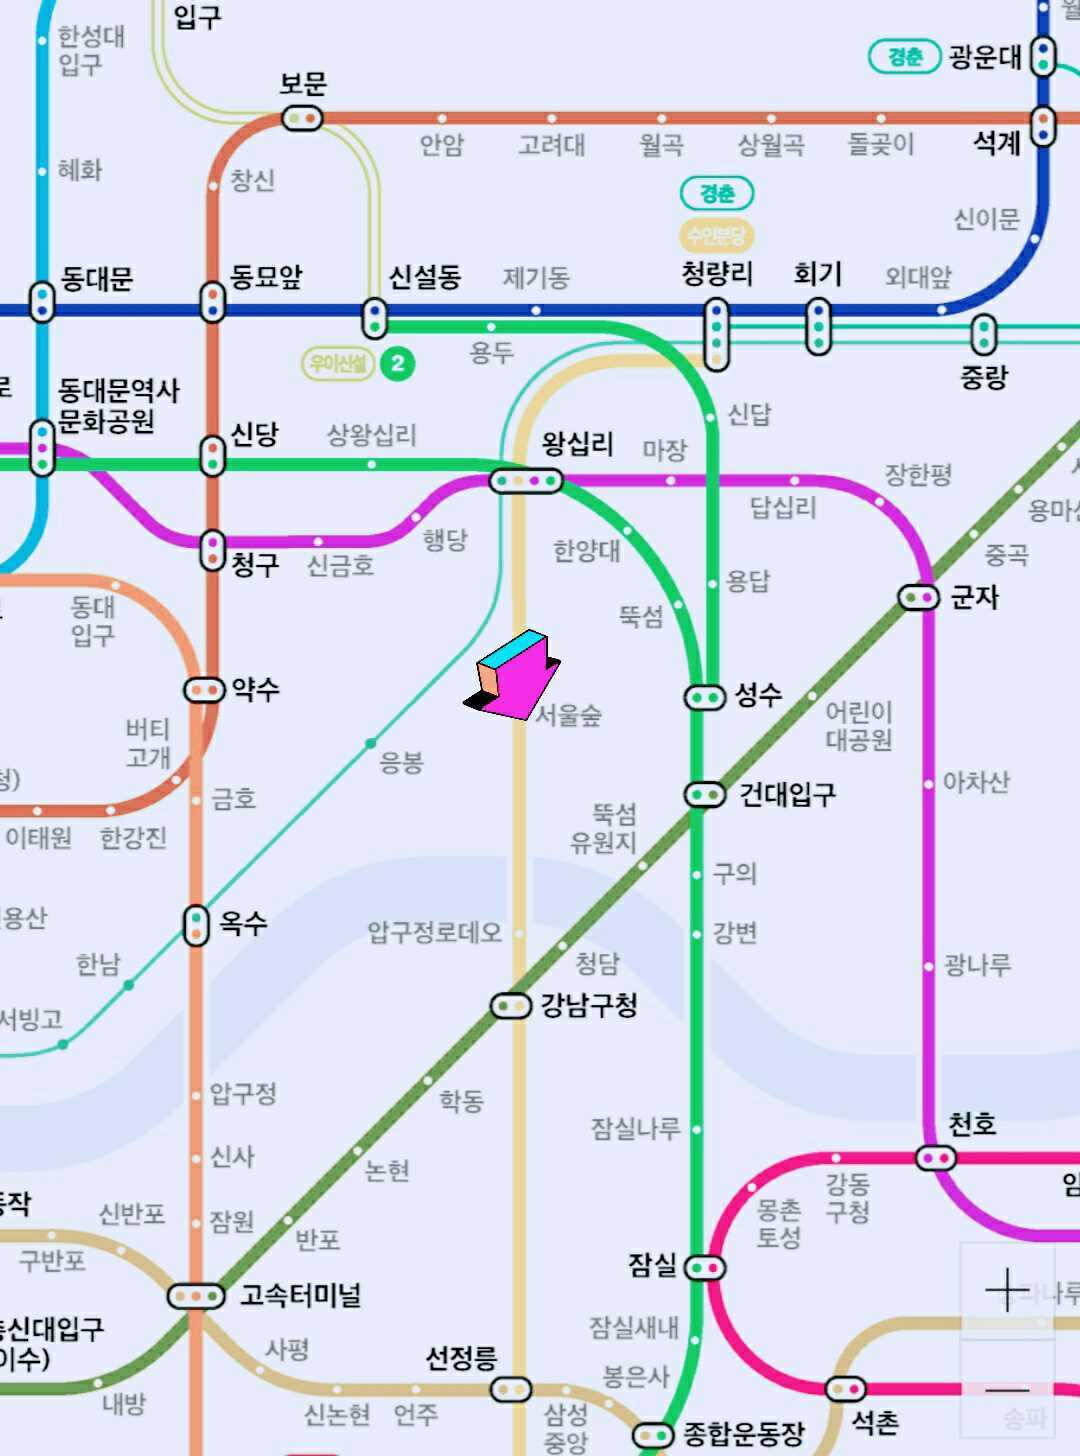 입구
한성대
입구
보문
경춘
광운대
안암
고려대
월곡
상월곡
돌곶이
석계
혜화
창신
경춘
수인분당
신이문
동대문
동묘앞
신설동
제기동
청량리
회기
외대앞
우이신설
2
용두
중랑
동대문역사
문화공원
신당
상왕십리
왕십리
마장
신답
장한평
답십리
용마산
청구
신금호
행당
한양대
중곡
동대
입구
뚝섬
용답
군자
약수
성수
서울숲
어린이
대공원
버티
고개
응봉
금호
건대입구
아차산
이태원
한강진
뚝섬
유원지
구의
옥수
압구정로데오
강변
한남
청담
광나루
서빙고
강남구청
압구정
학동
잠실나루
천호
신사
논현
강동
구청
몽촌
토성
신반포
잠원
반포
구반포
잠실
고속터미널
총신대입구
(이수)
사평
잠실새내
선정릉
봉은사
내방
신논현
언주
삼성
중앙
종합운동장
석촌
송파